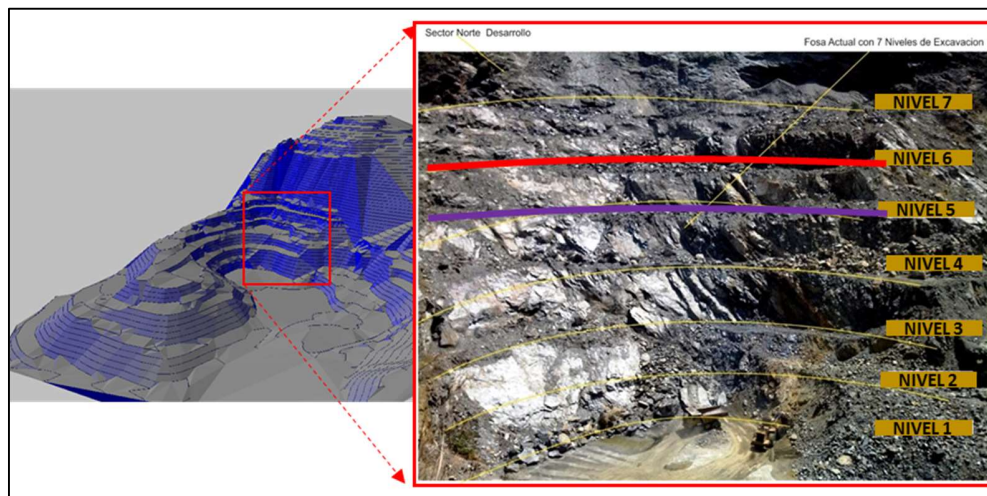 Sector Norte Desarrollo
Fosa Actual con 7 Niveles de Excavacion
NIVEL 7
NIVEL 6
NIVEL 5
NIVEL 4
NIVEL 3
NIVEL 2
NIVEL 1